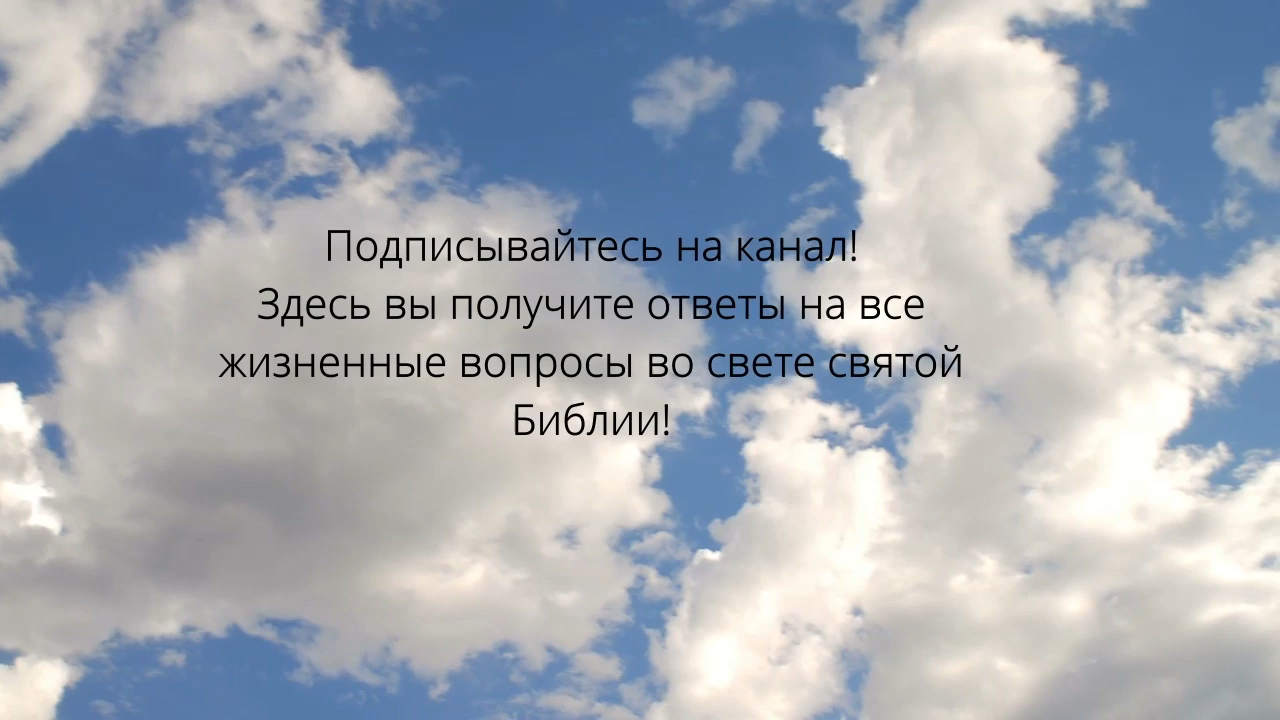 Подписывайтесь на канал!
Здесь вы получите ответы на все
жизненные вопросы во свете святой
Библии!